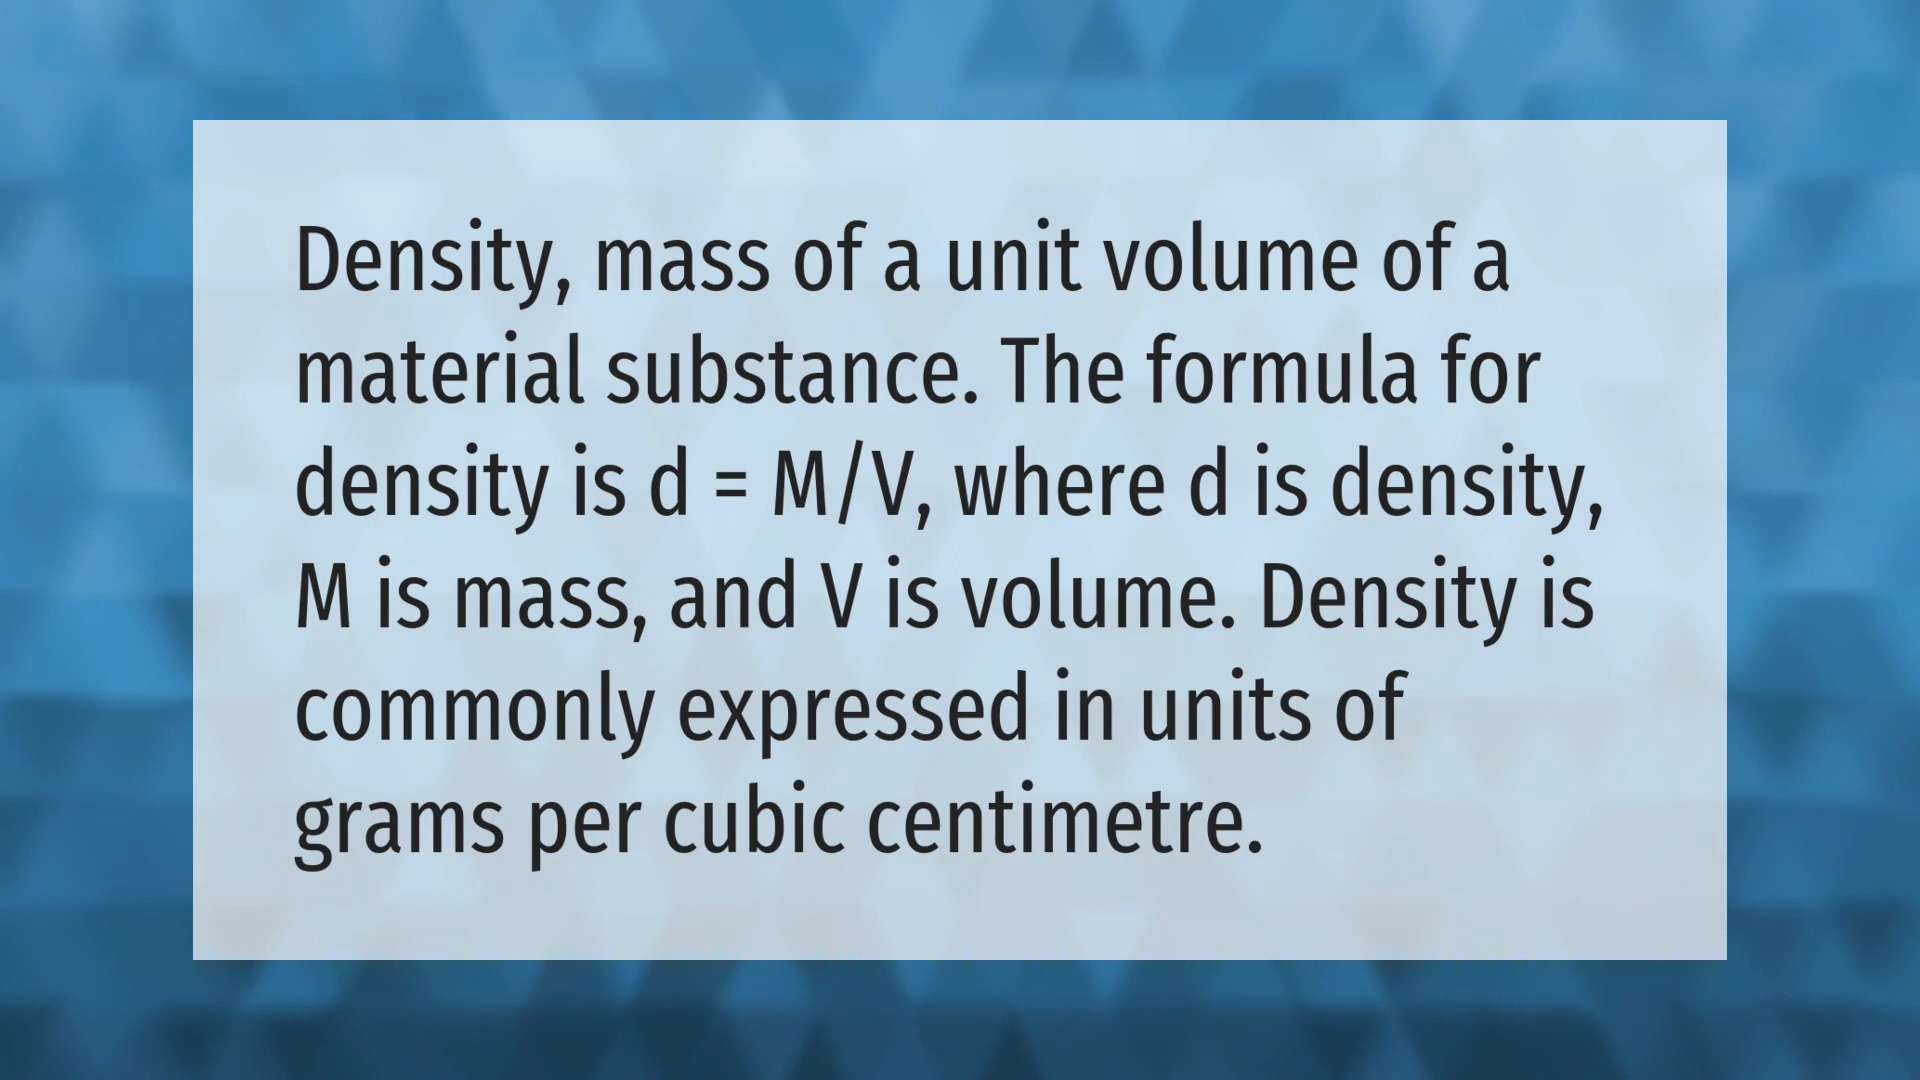 Density, mass of a unit volume of a
material substance. The formula for
density is d = M/V, where d is density,
M is mass, and V is volume. Density is
commonly expressed in units of
grams per cubic centimetre.